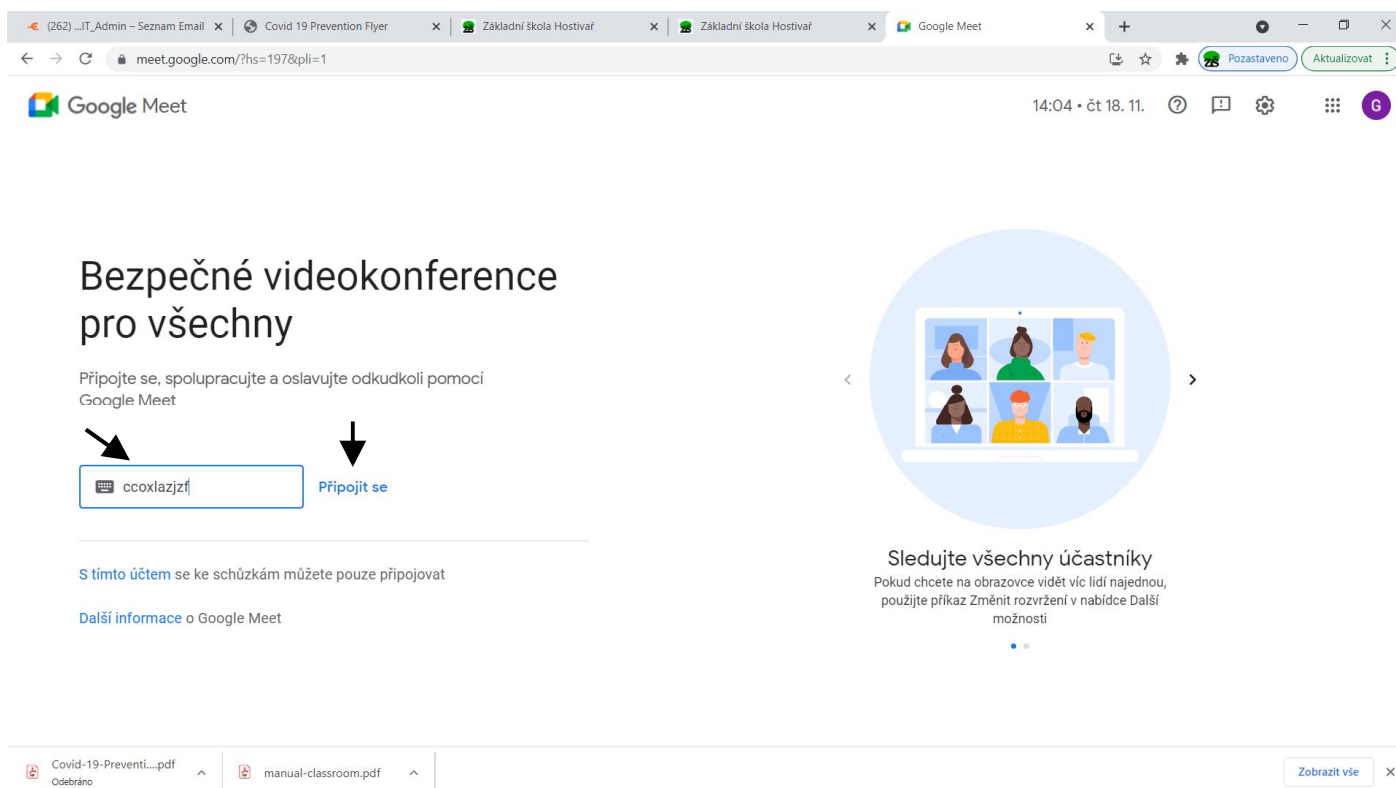 (262) ...IT_Admin – Seznam Email
Covid 19 Prevention Flyer
Základní škola Hostivař
Základní škola Hostivař
Google Meet
meet.google.com/?hs=197&pli=1
ZŠ
Pozastaveno
Aktualizovat
Google Meet
14:04 • čt 18. 11.
G
Bezpečné videokonference
pro všechny
Připojte se, spolupracujte a oslavujte odkudkoli pomocí
Google Meet
ccoxlazjzf
Připojit se
S tímto účtem se ke schůzkám můžete pouze připojovat
Další informace o Google Meet
Sledujte všechny účastníky
Pokud chcete na obrazovce vidět víc lidí najednou,
použijte příkaz Změnit rozvržení v nabídce Další
možnosti
Covid-19-Preventi....pdf
Odebráno
manual-classroom.pdf
Zobrazit vše